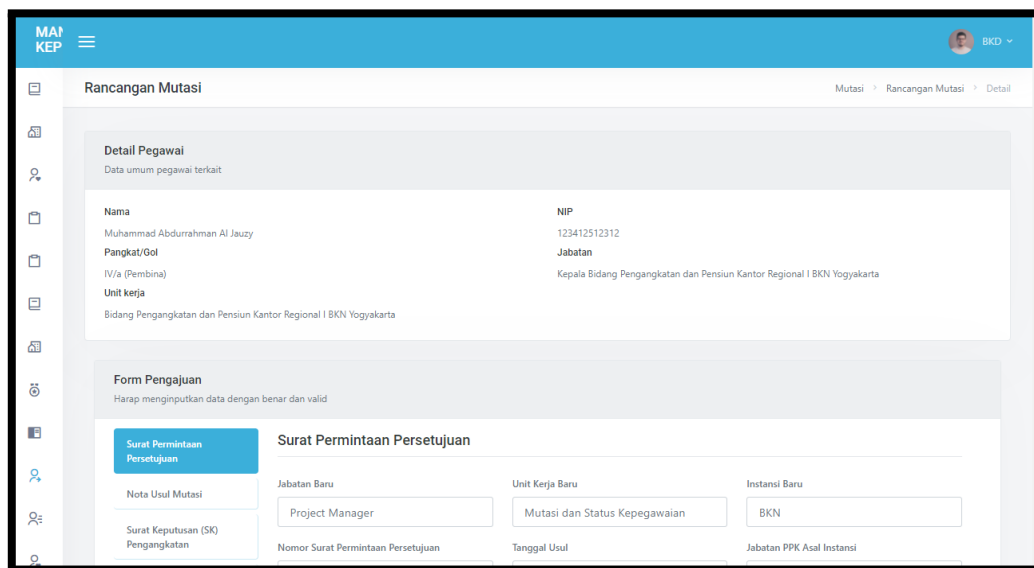 MAN
KEP
BKD
Rancangan Mutasi
Mutasi > Rancangan Mutasi > Detail
Detail Pegawai
Data umum pegawai terkait
Nama
NIP
Muhammad Abdurrahman Al Jauzy
123412512312
Pangkat/Gol
Jabatan
IV/a (Pembina)
Kepala Bidang Pengangkatan dan Pensiun Kantor Regional I BKN Yogyakarta
Unit kerja
Bidang Pengangkatan dan Pensiun Kantor Regional I BKN Yogyakarta
Form Pengajuan
Harap menginputkan data dengan benar dan valid
Surat Permintaan
Persetujuan
Nota Usul Mutasi
Surat Keputusan (SK)
Pengangkatan
Surat Permintaan Persetujuan
Jabatan Baru
Unit Kerja Baru
Instansi Baru
Project Manager
Mutasi dan Status Kepegawaian
BKN
Nomor Surat Permintaan Persetujuan
Tanggal Usul
Jabatan PPK Asal Instansi